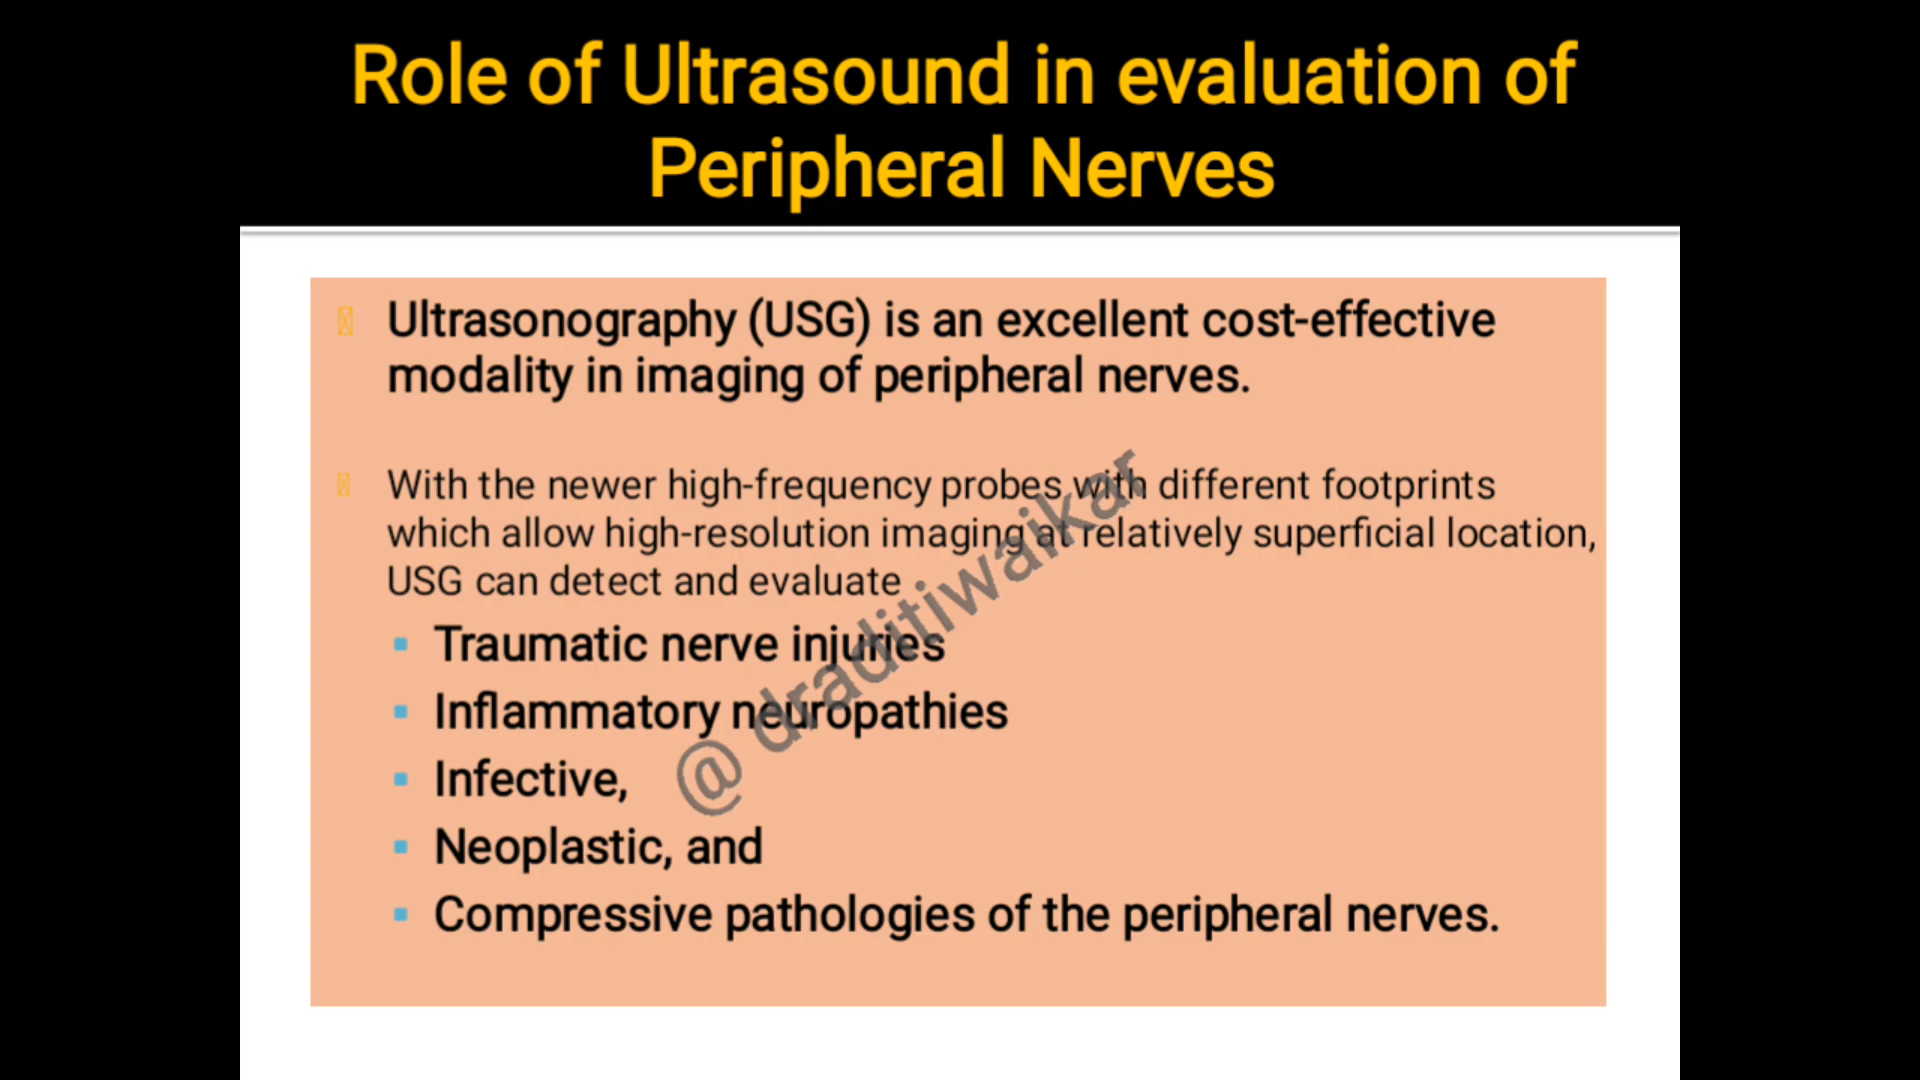 Role of Ultrasound in evaluation of
Peripheral Nerves
Ultrasonography (USG) is an excellent cost-effective
modality in imaging of peripheral nerves.
With the newer high-frequency probes with different footprints
which allow high-resolution imaging at relatively superficial location,
USG can detect and evaluate
Traumatic nerve injuries
Inflammatory neuropathies
Infective,
Neoplastic, and
Compressive pathologies of the peripheral nerves.
@ draditiwaikar